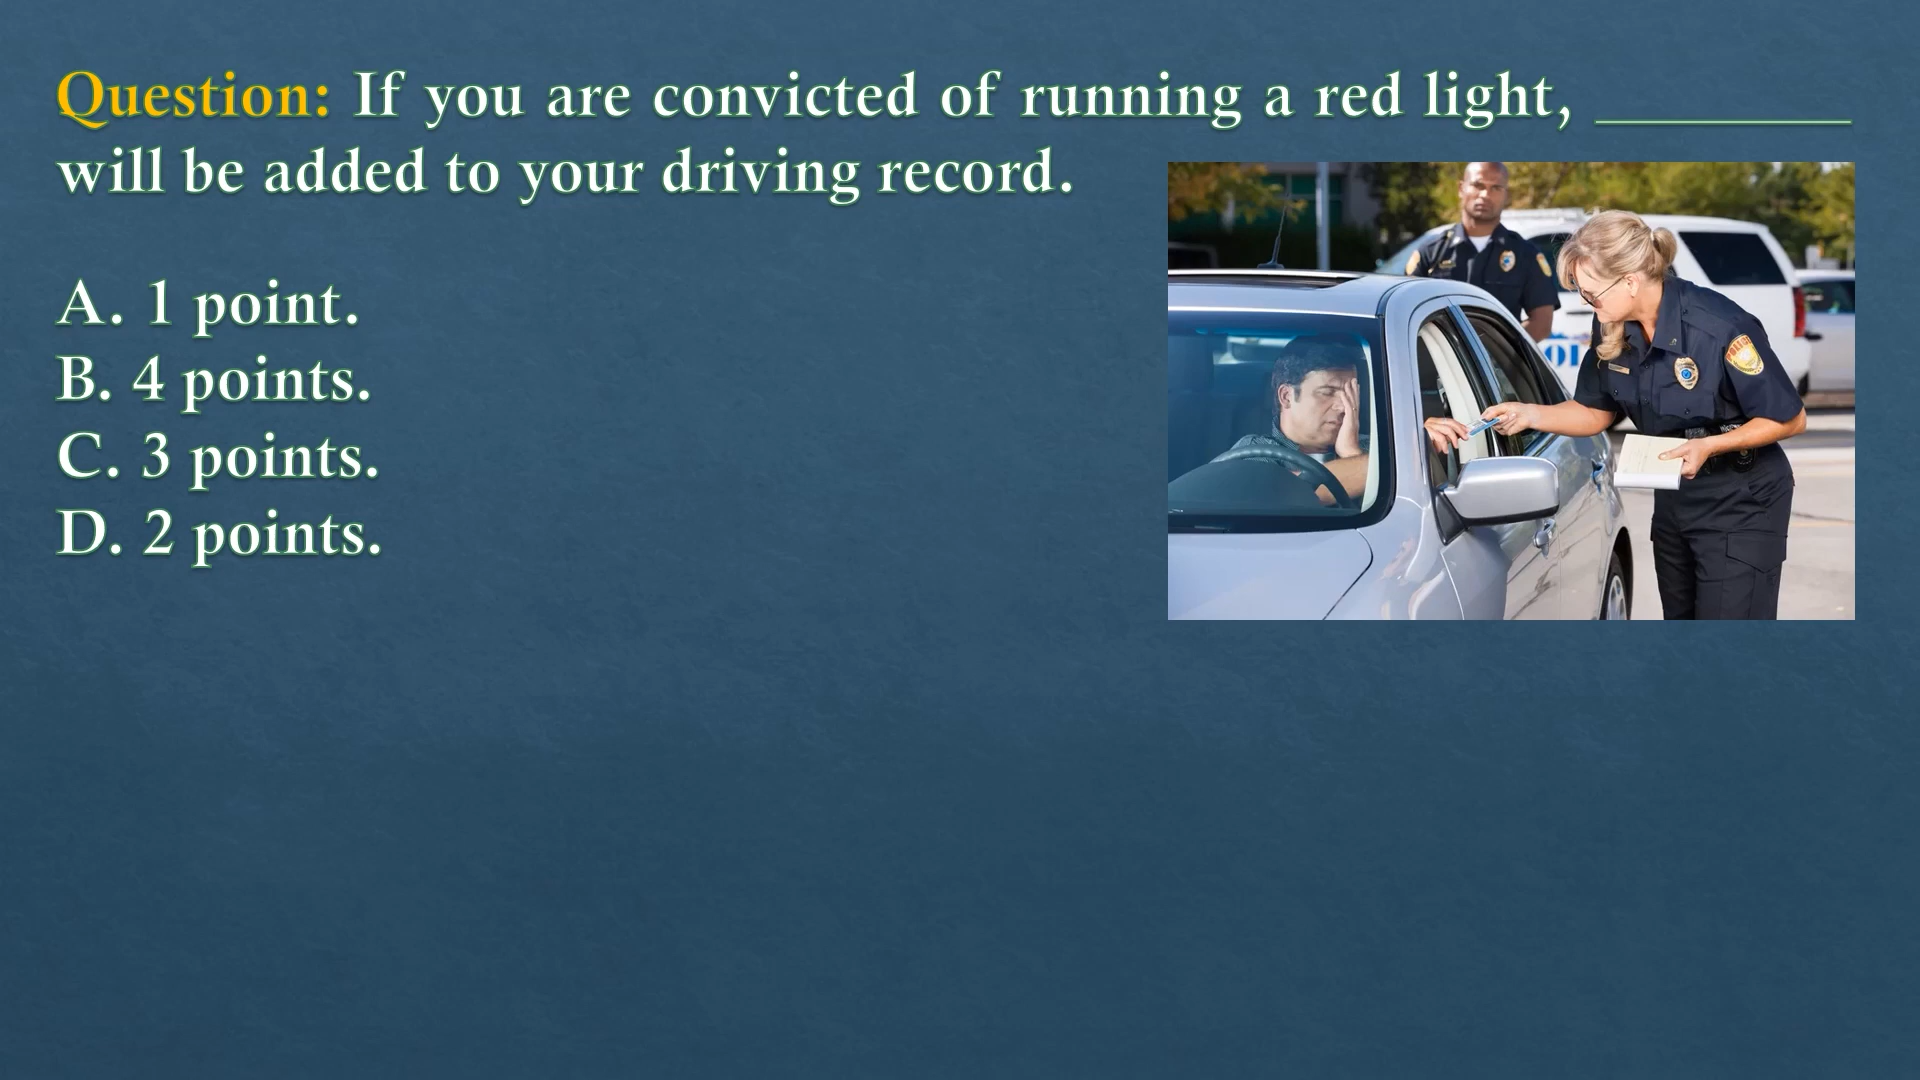 Question: If you are convicted of running a red light, __________
will be added to your driving record.
A. 1 point.
B. 4 points.
C. 3 points.
D. 2 points.